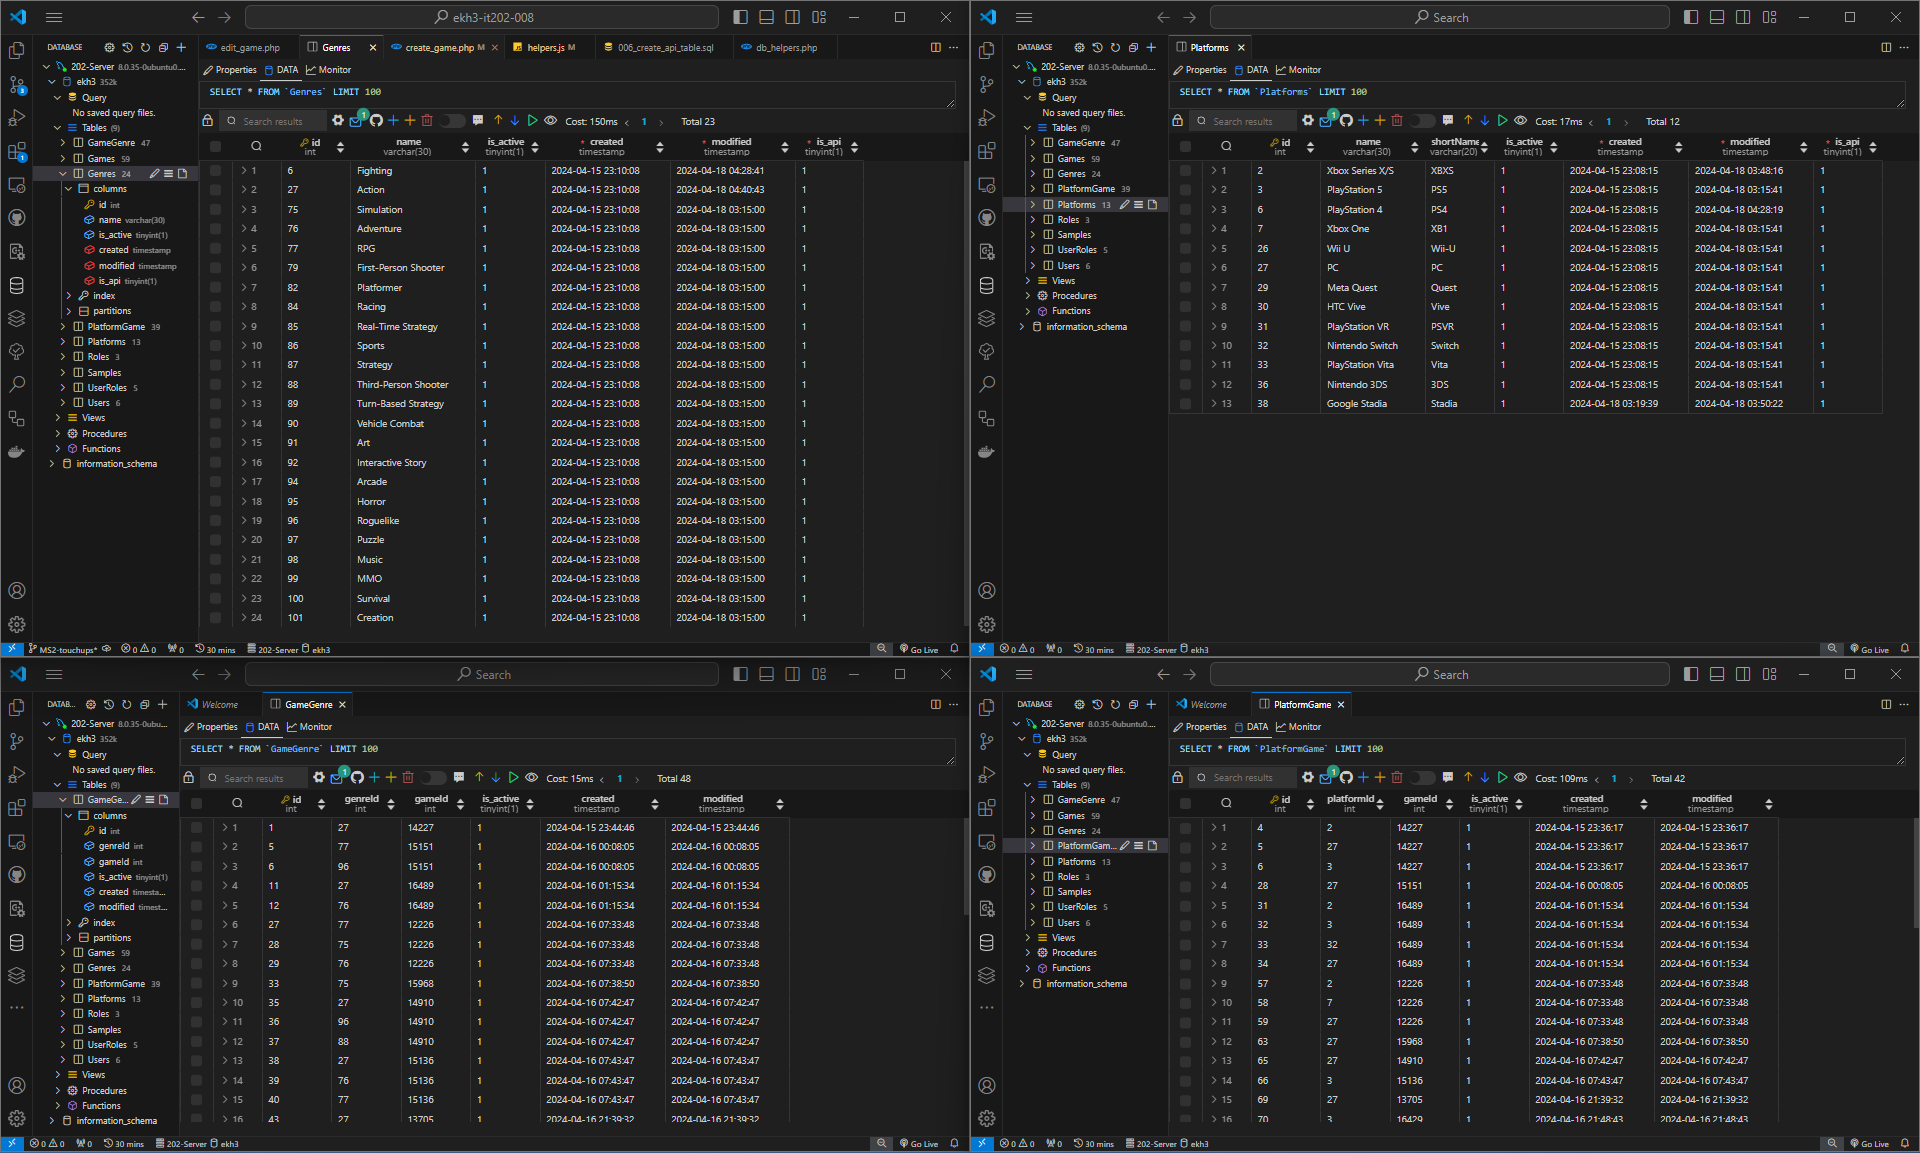 ekh3-it202-008
DATABASE
edit_game.php
Genres
create_game.php M
helpers.js M
006_create_api_table.sql
db_helpers.php
202-Server 8.0.35-0ubuntu0....
ekh3 352k
Query
No saved query files.
Tables (9)
GameGenre 47
Games 59
Genres 24
columns
id int
name varchar(30)
is_active tinyint(1)
created timestamp
modified timestamp
is_api tinyint(1)
index
partitions
PlatformGame 39
Platforms 13
Roles 3
Samples
UserRoles 5
Users 6
Views
Procedures
Functions
information_schema
Properties DATA Monitor
SELECT * FROM `Genres` LIMIT 100
Search results 1 Cost: 150ms 1 Total 23
id int name varchar(30) is_active tinyint(1) * created timestamp * modified timestamp * is_api tinyint(1)
1 6 Fighting 1 2024-04-15 23:10:08 2024-04-18 04:28:41 1
2 27 Action 1 2024-04-15 23:10:08 2024-04-18 04:40:43 1
3 75 Simulation 1 2024-04-15 23:10:08 2024-04-18 03:15:00 1
4 76 Adventure 1 2024-04-15 23:10:08 2024-04-18 03:15:00 1
5 77 RPG 1 2024-04-15 23:10:08 2024-04-18 03:15:00 1
6 79 First-Person Shooter 1 2024-04-15 23:10:08 2024-04-18 03:15:00 1
7 82 Platformer 1 2024-04-15 23:10:08 2024-04-18 03:15:00 1
8 84 Racing 1 2024-04-15 23:10:08 2024-04-18 03:15:00 1
9 85 Real-Time Strategy 1 2024-04-15 23:10:08 2024-04-18 03:15:00 1
10 86 Sports 1 2024-04-15 23:10:08 2024-04-18 03:15:00 1
11 87 Strategy 1 2024-04-15 23:10:08 2024-04-18 03:15:00 1
12 88 Third-Person Shooter 1 2024-04-15 23:10:08 2024-04-18 03:15:00 1
13 89 Turn-Based Strategy 1 2024-04-15 23:10:08 2024-04-18 03:15:00 1
14 90 Vehicle Combat 1 2024-04-15 23:10:08 2024-04-18 03:15:00 1
15 91 Art 1 2024-04-15 23:10:08 2024-04-18 03:15:00 1
16 92 Interactive Story 1 2024-04-15 23:10:08 2024-04-18 03:15:00 1
17 94 Arcade 1 2024-04-15 23:10:08 2024-04-18 03:15:00 1
18 95 Horror 1 2024-04-15 23:10:08 2024-04-18 03:15:00 1
19 96 Roguelike 1 2024-04-15 23:10:08 2024-04-18 03:15:00 1
20 97 Puzzle 1 2024-04-15 23:10:08 2024-04-18 03:15:00 1
21 98 Music 1 2024-04-15 23:10:08 2024-04-18 03:15:00 1
22 99 MMO 1 2024-04-15 23:10:08 2024-04-18 03:15:00 1
23 100 Survival 1 2024-04-15 23:10:08 2024-04-18 03:15:00 1
24 101 Creation 1 2024-04-15 23:10:08 2024-04-18 03:15:00 1
MS2-touchups* 0 0 0 30 mins 202-Server ekh3 Go Live
Search
DATABASE
Platforms
202-Server 8.0.35-0ubuntu0....
ekh3 352k
Query
No saved query files.
Tables (9)
GameGenre 47
Games 59
Genres 24
PlatformGame 39
Platforms 13
Roles 3
Samples
UserRoles 5
Users 6
Views
Procedures
Functions
information_schema
Properties DATA Monitor
SELECT * FROM `Platforms` LIMIT 100
Search results 1 Cost: 17ms 1 Total 12
id int name varchar(30) shortName varchar(20) is_active tinyint(1) * created timestamp * modified timestamp * is_api tinyint(1)
1 2 Xbox Series X/S XBXS 1 2024-04-15 23:08:15 2024-04-18 03:48:16 1
2 3 PlayStation 5 PS5 1 2024-04-15 23:08:15 2024-04-18 03:15:41 1
3 6 PlayStation 4 PS4 1 2024-04-15 23:08:15 2024-04-18 04:28:19 1
4 7 Xbox One XB1 1 2024-04-15 23:08:15 2024-04-18 03:15:41 1
5 26 Wii U Wii-U 1 2024-04-15 23:08:15 2024-04-18 03:15:41 1
6 27 PC PC 1 2024-04-15 23:08:15 2024-04-18 03:15:41 1
7 29 Meta Quest Quest 1 2024-04-15 23:08:15 2024-04-18 03:15:41 1
8 30 HTC Vive Vive 1 2024-04-15 23:08:15 2024-04-18 03:15:41 1
9 31 PlayStation VR PSVR 1 2024-04-15 23:08:15 2024-04-18 03:15:41 1
10 32 Nintendo Switch Switch 1 2024-04-15 23:08:15 2024-04-18 03:15:41 1
11 33 PlayStation Vita Vita 1 2024-04-15 23:08:15 2024-04-18 03:15:41 1
12 36 Nintendo 3DS 3DS 1 2024-04-15 23:08:15 2024-04-18 03:15:41 1
13 38 Google Stadia Stadia 1 2024-04-18 03:19:39 2024-04-18 03:50:22 1
0 0 0 30 mins 202-Server ekh3 Go Live
Search
DATAB...
Welcome
GameGenre
202-Server 8.0.35-0ubu...
ekh3 352k
Query
No saved query files.
Tables (9)
GameGe...
columns
id int
genreId int
gameId int
is_active tinyint(1)
created timesta...
modified timest...
index
partitions
Games 59
Genres 24
PlatformGame 39
Platforms 13
Roles 3
Samples
UserRoles 5
Users 6
Views
Procedures
Functions
information_schema
Properties DATA Monitor
SELECT * FROM `GameGenre` LIMIT 100
Search results 1 Cost: 15ms 1 Total 48
id int genreId int gameId int is_active tinyint(1) created timestamp modified timestamp
1 1 27 14227 1 2024-04-15 23:44:46 2024-04-15 23:44:46
2 5 77 15151 1 2024-04-16 00:08:05 2024-04-16 00:08:05
3 6 96 15151 1 2024-04-16 00:08:05 2024-04-16 00:08:05
4 11 27 16489 1 2024-04-16 01:15:34 2024-04-16 01:15:34
5 12 76 16489 1 2024-04-16 01:15:34 2024-04-16 01:15:34
6 27 77 12226 1 2024-04-16 07:33:48 2024-04-16 07:33:48
7 28 75 12226 1 2024-04-16 07:33:48 2024-04-16 07:33:48
8 29 76 12226 1 2024-04-16 07:33:48 2024-04-16 07:33:48
9 33 75 15968 1 2024-04-16 07:38:50 2024-04-16 07:38:50
10 35 27 14910 1 2024-04-16 07:42:47 2024-04-16 07:42:47
11 36 96 14910 1 2024-04-16 07:42:47 2024-04-16 07:42:47
12 37 88 14910 1 2024-04-16 07:42:47 2024-04-16 07:42:47
13 38 27 15136 1 2024-04-16 07:43:47 2024-04-16 07:43:47
14 39 76 15136 1 2024-04-16 07:43:47 2024-04-16 07:43:47
15 40 77 15136 1 2024-04-16 07:43:47 2024-04-16 07:43:47
16 43 27 13705 1 2024-04-16 21:39:32 2024-04-16 21:39:32
0 0 0 30 mins 202-Server ekh3 Go Live
Search
DATABASE
Welcome
PlatformGame
202-Server 8.0.35-0ubuntu0....
ekh3 352k
Query
No saved query files.
Tables (9)
GameGenre 47
Games 59
Genres 24
PlatformGam...
Platforms 13
Roles 3
Samples
UserRoles 5
Users 6
Views
Procedures
Functions
information_schema
Properties DATA Monitor
SELECT * FROM `PlatformGame` LIMIT 100
Search results 1 Cost: 109ms 1 Total 42
id int platformId int gameId int is_active tinyint(1) created timestamp modified timestamp
1 4 2 14227 1 2024-04-15 23:36:17 2024-04-15 23:36:17
2 5 27 14227 1 2024-04-15 23:36:17 2024-04-15 23:36:17
3 6 3 14227 1 2024-04-15 23:36:17 2024-04-15 23:36:17
4 28 27 15151 1 2024-04-16 00:08:05 2024-04-16 00:08:05
5 31 2 16489 1 2024-04-16 01:15:34 2024-04-16 01:15:34
6 32 3 16489 1 2024-04-16 01:15:34 2024-04-16 01:15:34
7 33 32 16489 1 2024-04-16 01:15:34 2024-04-16 01:15:34
8 34 27 16489 1 2024-04-16 01:15:34 2024-04-16 01:15:34
9 57 2 12226 1 2024-04-16 07:33:48 2024-04-16 07:33:48
10 58 7 12226 1 2024-04-16 07:33:48 2024-04-16 07:33:48
11 59 27 12226 1 2024-04-16 07:33:48 2024-04-16 07:33:48
12 63 27 15968 1 2024-04-16 07:38:50 2024-04-16 07:38:50
13 65 27 14910 1 2024-04-16 07:42:47 2024-04-16 07:42:47
14 66 3 15136 1 2024-04-16 07:43:47 2024-04-16 07:43:47
15 69 27 13705 1 2024-04-16 21:39:32 2024-04-16 21:39:32
16 70 3 16429 1 2024-04-16 21:48:43 2024-04-16 21:48:43
0 0 0 30 mins 202-Server ekh3 Go Live